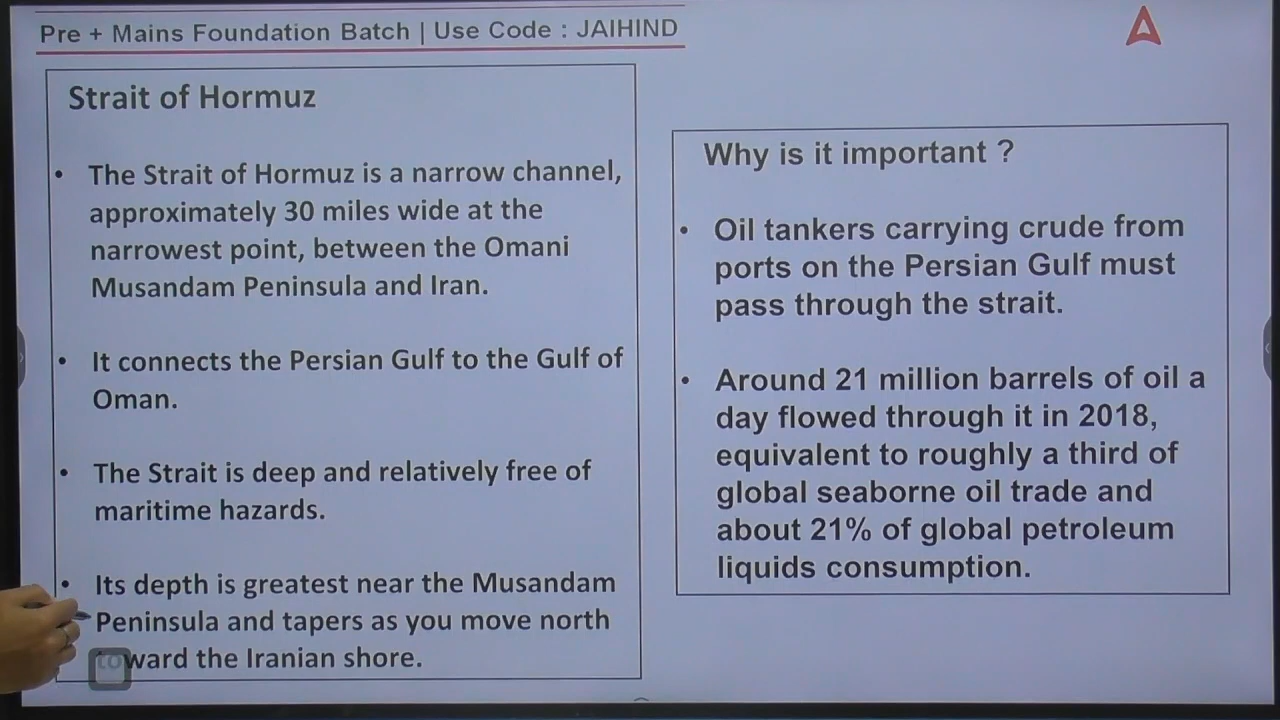 Pre + Mains Foundation Batch | Use Code : JAIHIND
Strait of Hormuz
• The Strait of Hormuz is a narrow channel,
approximately 30 miles wide at the
narrowest point, between the Omani
Musandam Peninsula and Iran.
• It connects the Persian Gulf to the Gulf of
Oman.
• The Strait is deep and relatively free of
maritime hazards.
• Its depth is greatest near the Musandam
Peninsula and tapers as you move north
toward the Iranian shore.
Why is it important ?
• Oil tankers carrying crude from
ports on the Persian Gulf must
pass through the strait.
• Around 21 million barrels of oil a
day flowed through it in 2018,
equivalent to roughly a third of
global seaborne oil trade and
about 21% of global petroleum
liquids consumption.